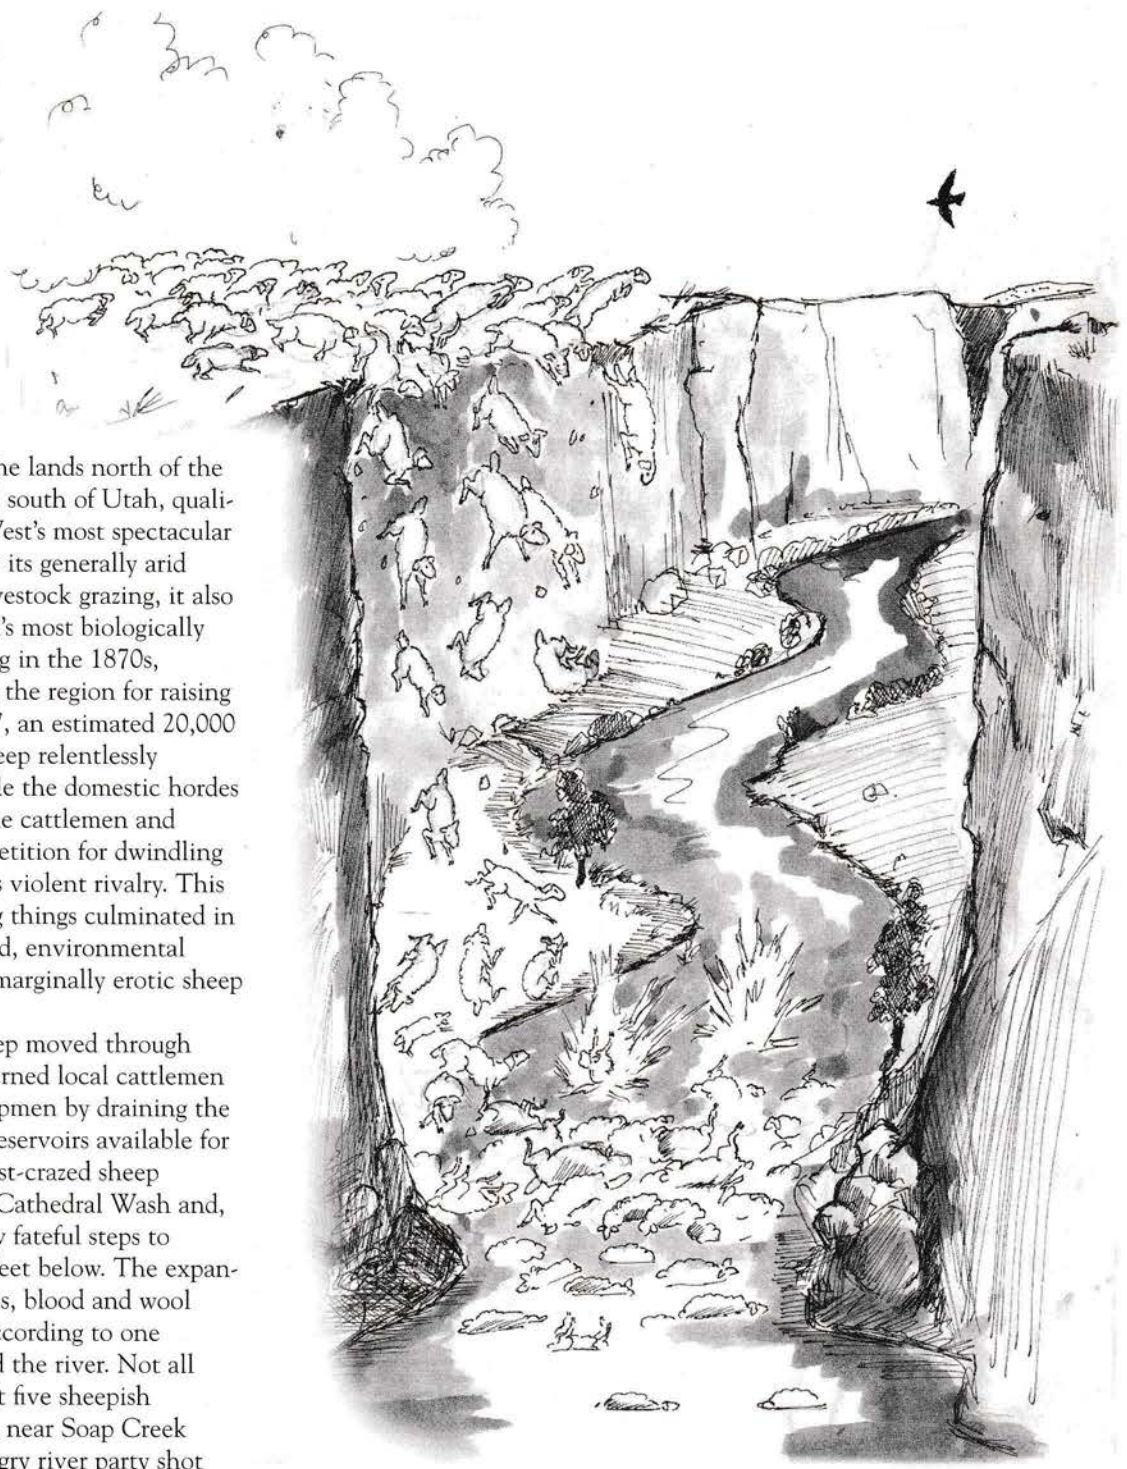 ne lands north of the
south of Utah, quali-
Vest's most spectacular
its generally arid
vestock grazing, it also
's most biologically
g in the 1870s,
the region for raising
', an estimated 20,000
eep relentlessly
le the domestic hordes
e cattlemen and
etition for dwindling
s violent rivalry. This
g things culminated in
d, environmental
marginally erotic sheep
ep moved through
rned local cattlemen
pmen by draining the
eservoirs available for
st-crazed sheep
Cathedral Wash and,
v fateful steps to
eet below. The expan-
s, blood and wool
ccording to one
d the river. Not all
t five sheepish
near Soap Creek
gry river party shot